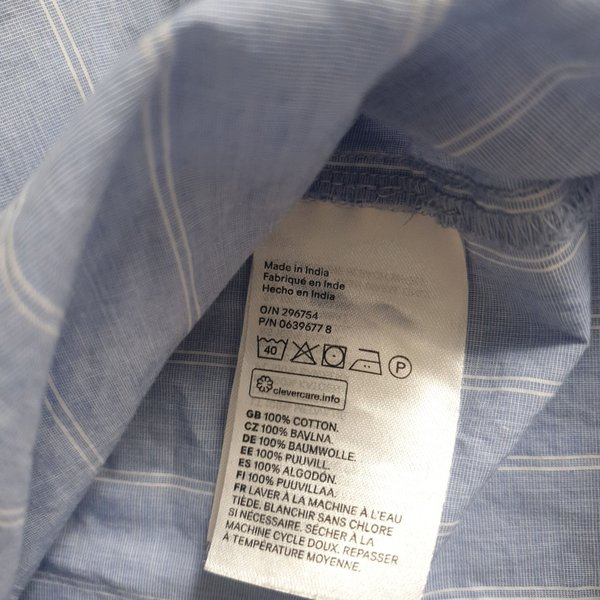 Made in India
Fabriqué en Inde
Hecho en India
O/N 296754
P/N 0639677 8
40 P
clevercare.info
GB 100% COTTON.
CZ 100% BAVLNA.
DE 100% BAUMWOLLE.
EE 100% PUUVILL.
ES 100% ALGODÓN.
FI 100% PUUVILLAA.
FR LAVER À LA MACHINE À L'EAU
TIÈDE. BLANCHIR SANS CHLORE
SI NÉCESSAIRE. SÉCHER À LA
MACHINE CYCLE DOUX. REPASSER
À TEMPÉRATURE MOYENNE.